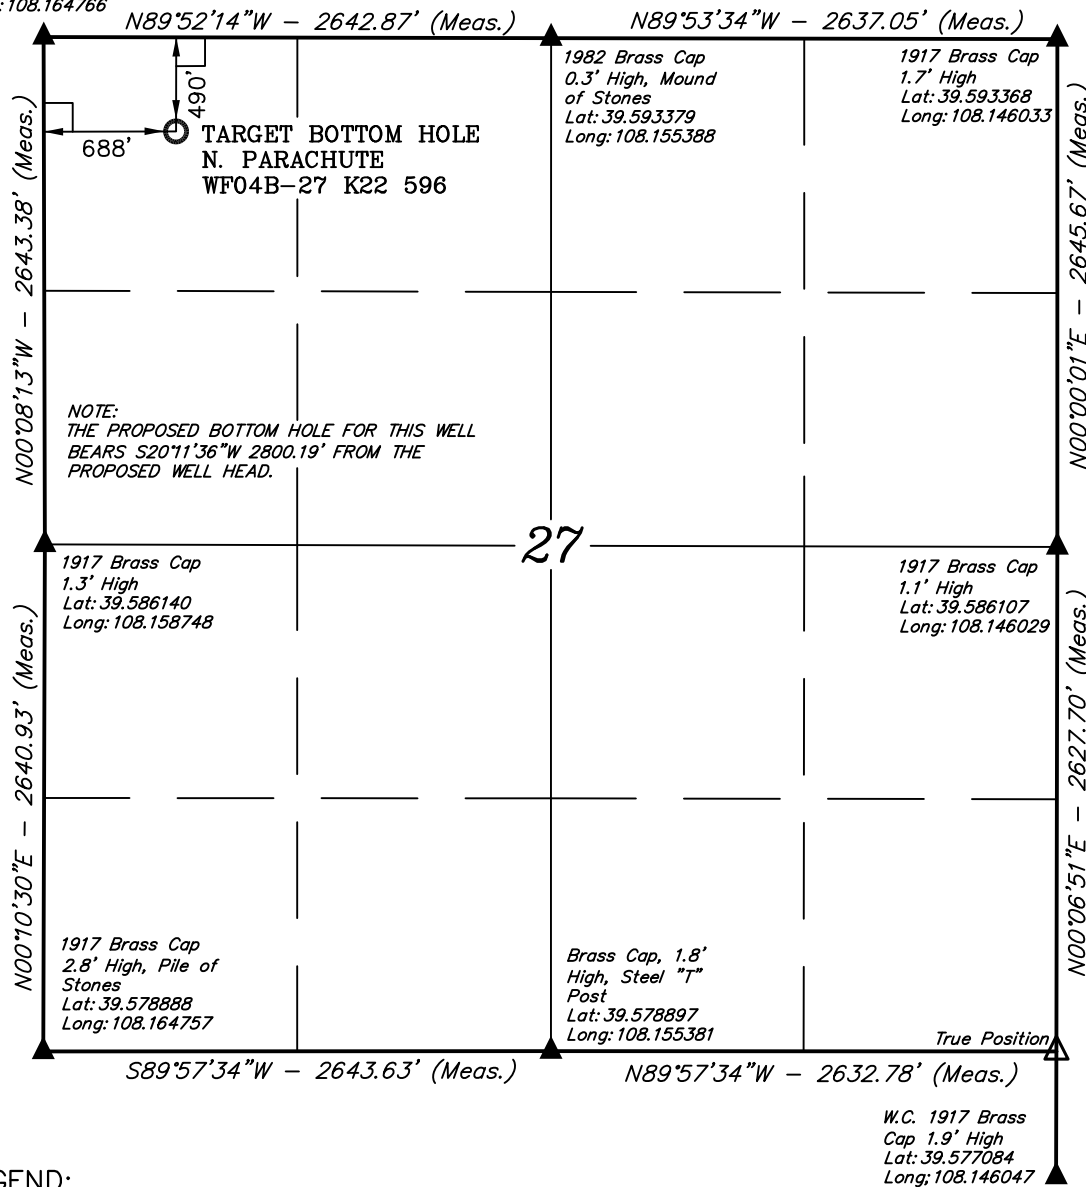 :108.164766
N89°52'14"W - 2642.87' (Meas.)
N89°53'34"W - 2637.05' (Meas.)
1982 Brass Cap
0.3' High, Mound
of Stones
Lat: 39.593379
Long: 108.155388
1917 Brass Cap
1.7' High
Lat: 39.593368
Long: 108.146033
490'
688'
TARGET BOTTOM HOLE
N. PARACHUTE
WF04B-27 K22 596
N00°08'13"W - 2643.38' (Meas.)
N00°00'01"E - 2645.67' (Meas.)
NOTE:
THE PROPOSED BOTTOM HOLE FOR THIS WELL
BEARS S20°11'36"W 2800.19' FROM THE
PROPOSED WELL HEAD.
27
1917 Brass Cap
1.3' High
Lat: 39.586140
Long: 108.158748
1917 Brass Cap
1.1' High
Lat: 39.586107
Long: 108.146029
N00°10'30"E - 2640.93' (Meas.)
N00°06'51"E - 2627.70' (Meas.)
1917 Brass Cap
2.8' High, Pile of
Stones
Lat: 39.578888
Long: 108.164757
Brass Cap, 1.8'
High, Steel "T"
Post
Lat: 39.578897
Long: 108.155381
True Position
S89°57'34"W - 2643.63' (Meas.)
N89°57'34"W - 2632.78' (Meas.)
W.C. 1917 Brass
Cap 1.9' High
Lat: 39.577084
Long; 108.146047
GEND: